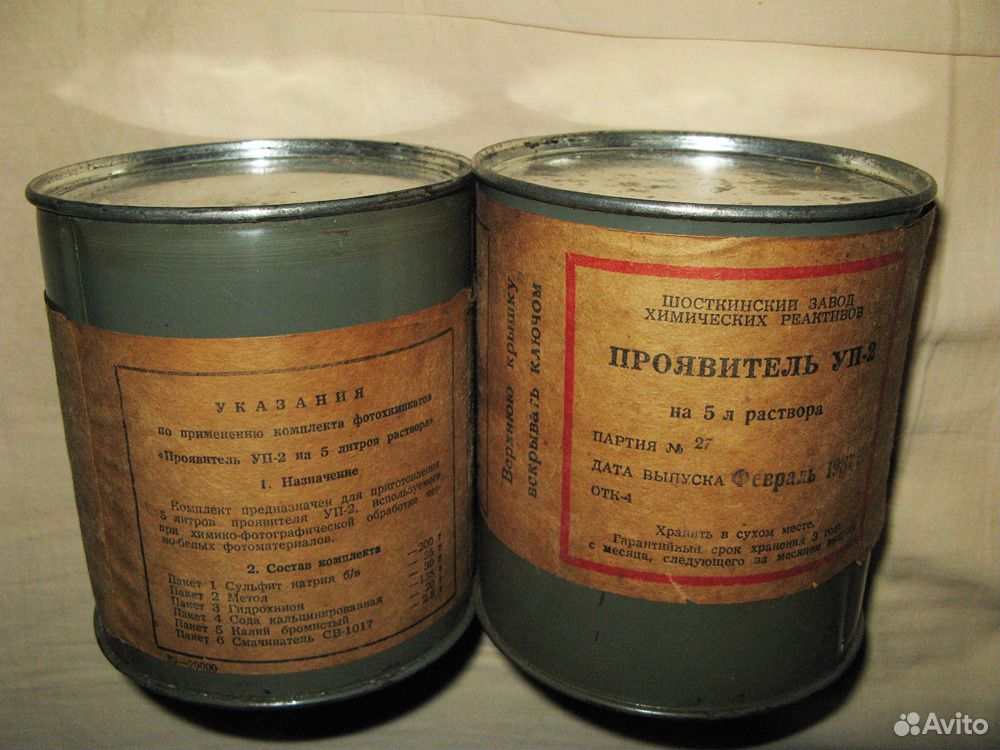 УКАЗАНИЯ
по применению комплекта фотохимикатов
«Проявитель УП-2 на 5 литров раствора»
1. Назначение
Комплект предназначен для приготовления
5 литров проявителя УП-2, используемого
при химико-фотографической обработке чер-
но-белых фотоматериалов.
2. Состав комплекта
Пакет 1 Сульфит натрия б/в —200 г
Пакет 2 Метол
Пакет 3 Гидрохинон
Пакет 4 Сода кальцинированная
Пакет 5 Калий бромистый
Пакет 6 Смачиватель СВ-1017
—20000
Верхнюю крышку
вскрывать ключом
ШОСТКИНСКИЙ ЗАВОД
ХИМИЧЕСКИХ РЕАКТИВОВ
ПРОЯВИТЕЛЬ УП-2
на 5 л раствора
ПАРТИЯ № 27
ДАТА ВЫПУСКА Февраль
ОТК-4
Хранить в сухом месте.
Гарантийный срок хранения 3
с месяца, следующего за месяцем
Avito